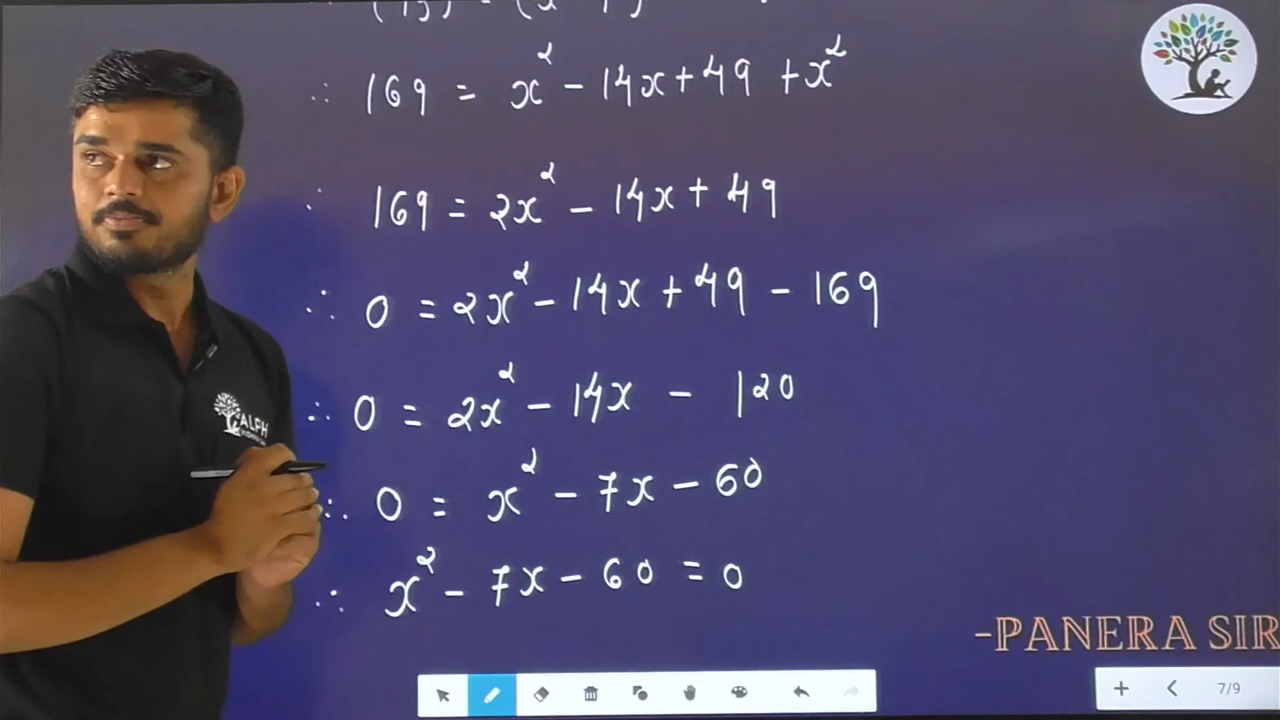 ∴ 169 = x² - 14x + 49 + x²
∴ 169 = 2x² - 14x + 49
∴ 0 = 2x² - 14x + 49 - 169
∴ 0 = 2x² - 14x - 120
ALPH
∴ 0 = x² - 7x - 60
∴ x² - 7x - 60 = 0
-PANERA SIR
7/9